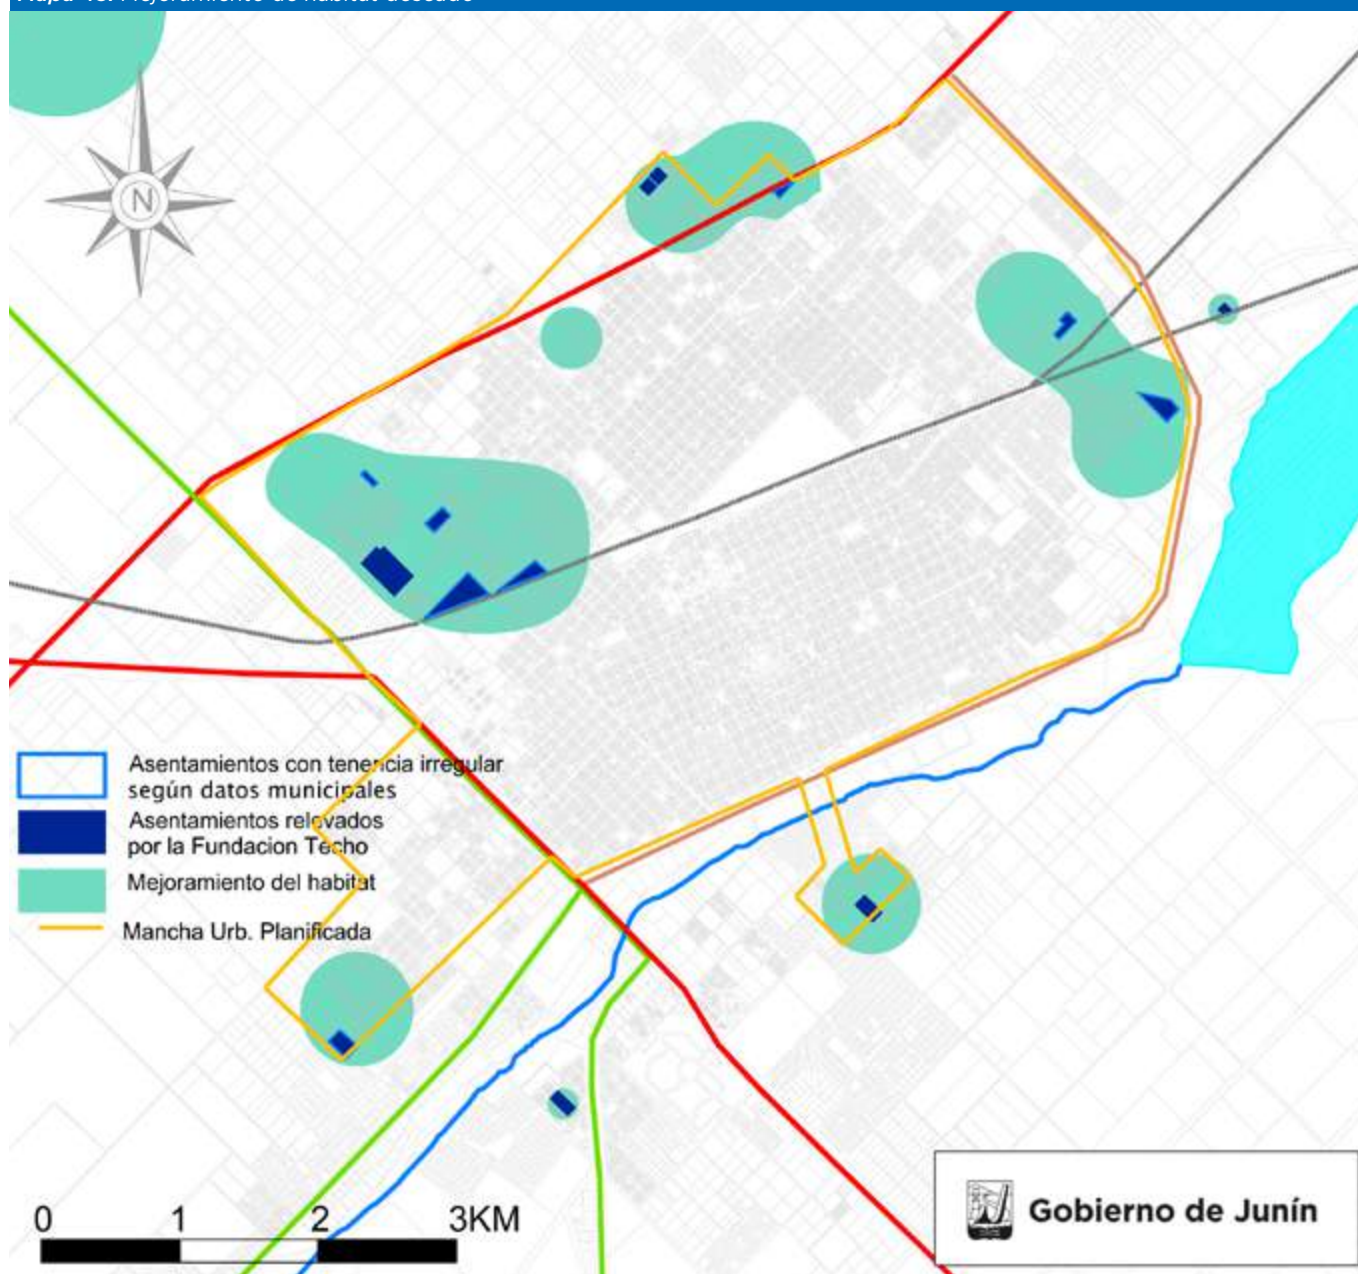 N
Asentamientos con tenencia irregular
según datos municipales
Asentamientos relevados
por la Fundacion Techo
Mejoramiento del habitat
Mancha Urb. Planificada
0 1 2 3KM
Gobierno de Junín